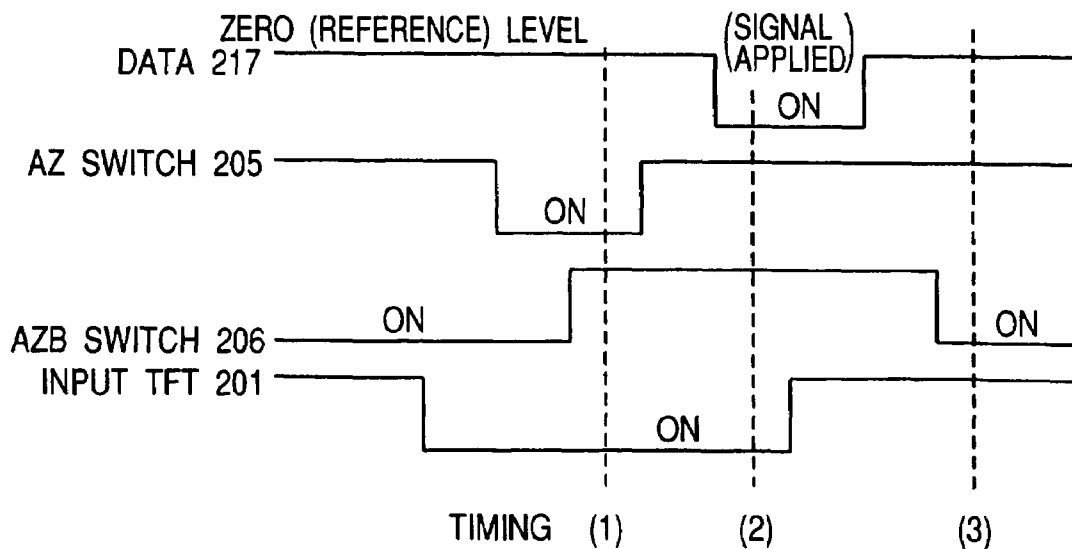 ZERO (REFERENCE) LEVEL
(SIGNAL
APPLIED)
DATA 217
ON
AZ SWITCH 205
ON
ON
ON
AZB SWITCH 206
INPUT TFT 201
ON
TIMING (1) (2) (3)